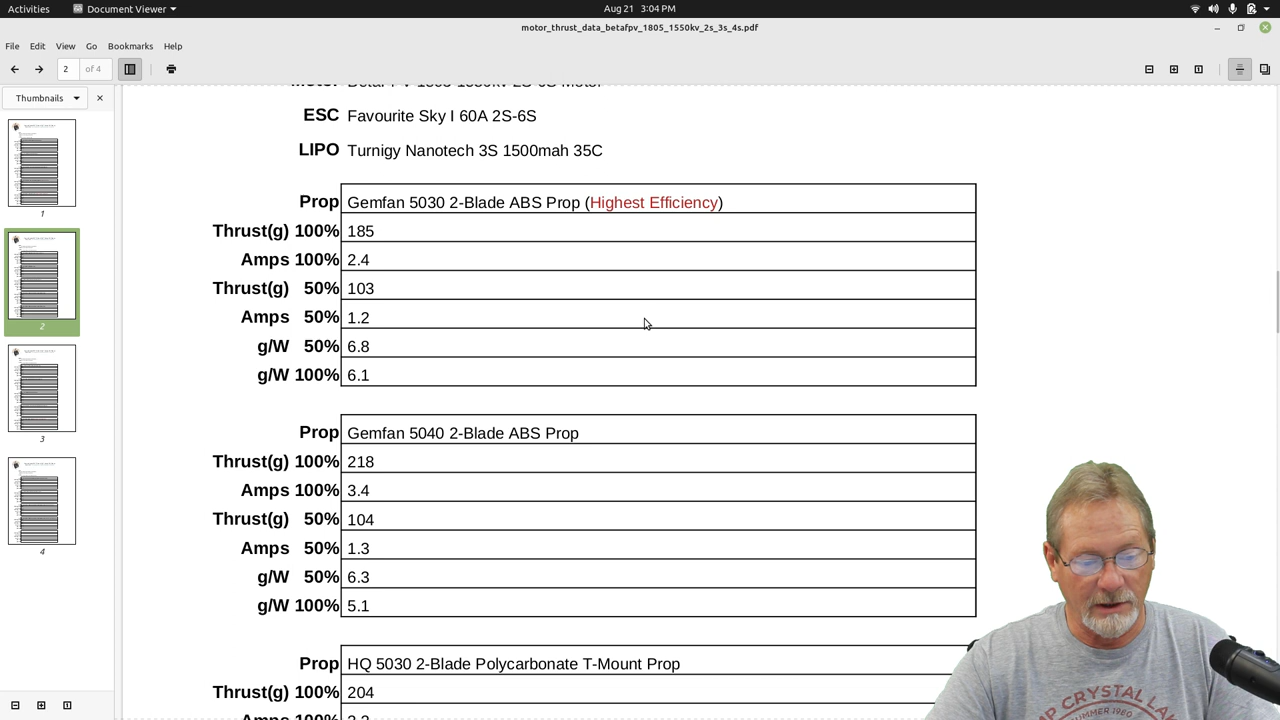 Activities Document Viewer Aug 21 3:04 PM
motor_thrust_data_betafpv_1805_1550kv_2s_3s_4s.pdf
File Edit View Go Bookmarks Help
2 of 4
Thumbnails
1
2
3
4
ESC Favourite Sky I 60A 2S-6S
LIPO Turnigy Nanotech 3S 1500mah 35C
Prop Gemfan 5030 2-Blade ABS Prop (Highest Efficiency)
Thrust(g) 100% 185
Amps 100% 2.4
Thrust(g) 50% 103
Amps 50% 1.2
g/W 50% 6.8
g/W 100% 6.1
Prop Gemfan 5040 2-Blade ABS Prop
Thrust(g) 100% 218
Amps 100% 3.4
Thrust(g) 50% 104
Amps 50% 1.3
g/W 50% 6.3
g/W 100% 5.1
Prop HQ 5030 2-Blade Polycarbonate T-Mount Prop
Thrust(g) 100% 204
CRYSTAL
SUMMER 1980